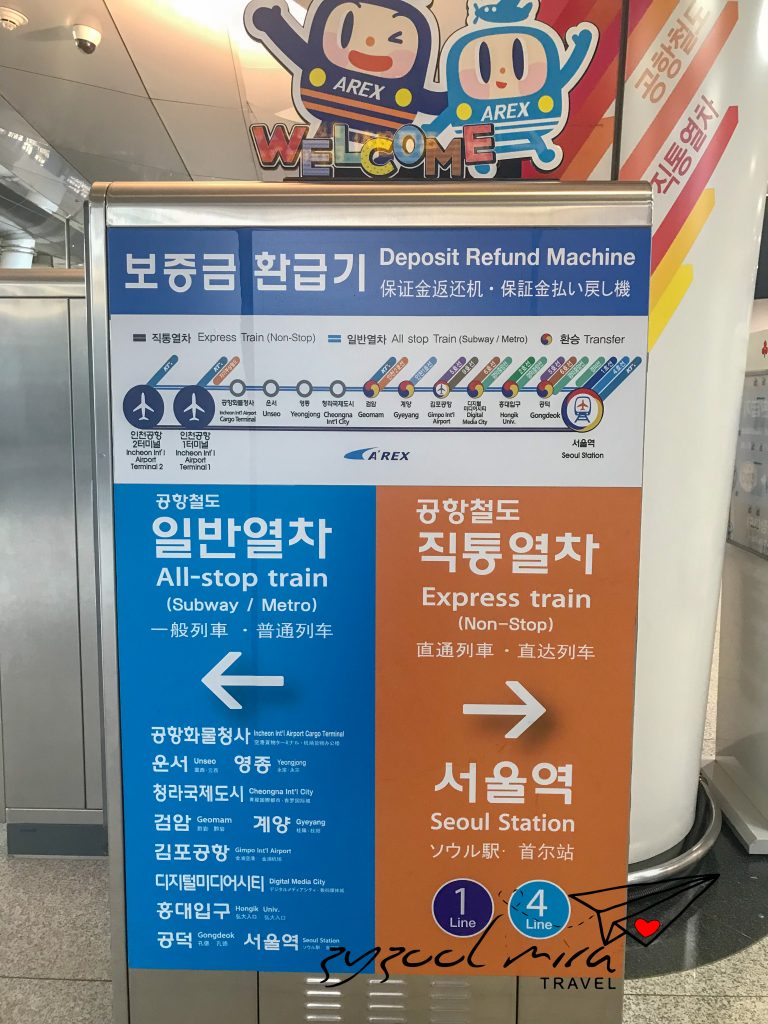 AREX
AREX
WELCOME
공항철도
직통열차
보증금 환급기 Deposit Refund Machine
保证金返还机・保証金払い戻し機
직통열차 Express Train (Non-Stop) 일반열차 All stop Train (Subway / Metro) 환승 Transfer
인천공항 2터미널 Incheon Int'l Airport Terminal 2
인천공항 1터미널 Incheon Int'l Airport Terminal 1
공항화물청사 Incheon Int'l Airport Cargo Terminal
운서 Unseo
영종 Yeongjong
청라국제도시 Cheongna Int'l City
검암 Geomam
계양 Gyeyang
김포공항 Gimpo Int'l Airport
디지털미디어시티 Digital Media City
홍대입구 Hongik Univ.
공덕 Gongdeok
서울역 Seoul Station
A'REX
공항철도
일반열차
All-stop train
(Subway / Metro)
一般列車 ・普通列车
공항화물청사 Incheon Int'l Airport Cargo Terminal
운서 Unseo 영종 Yeongjong
청라국제도시 Cheongna Int'l City
검암 Geomam 계양 Gyeyang
김포공항 Gimpo Int'l Airport
디지털미디어시티 Digital Media City
홍대입구 Hongik Univ.
공덕 Gongdeok 서울역 Seoul Station
공항철도
직통열차
Express train
(Non-Stop)
直通列車・直达列车
서울역
Seoul Station
ソウル駅・首尔站
1 Line 4 Line
TRAVEL